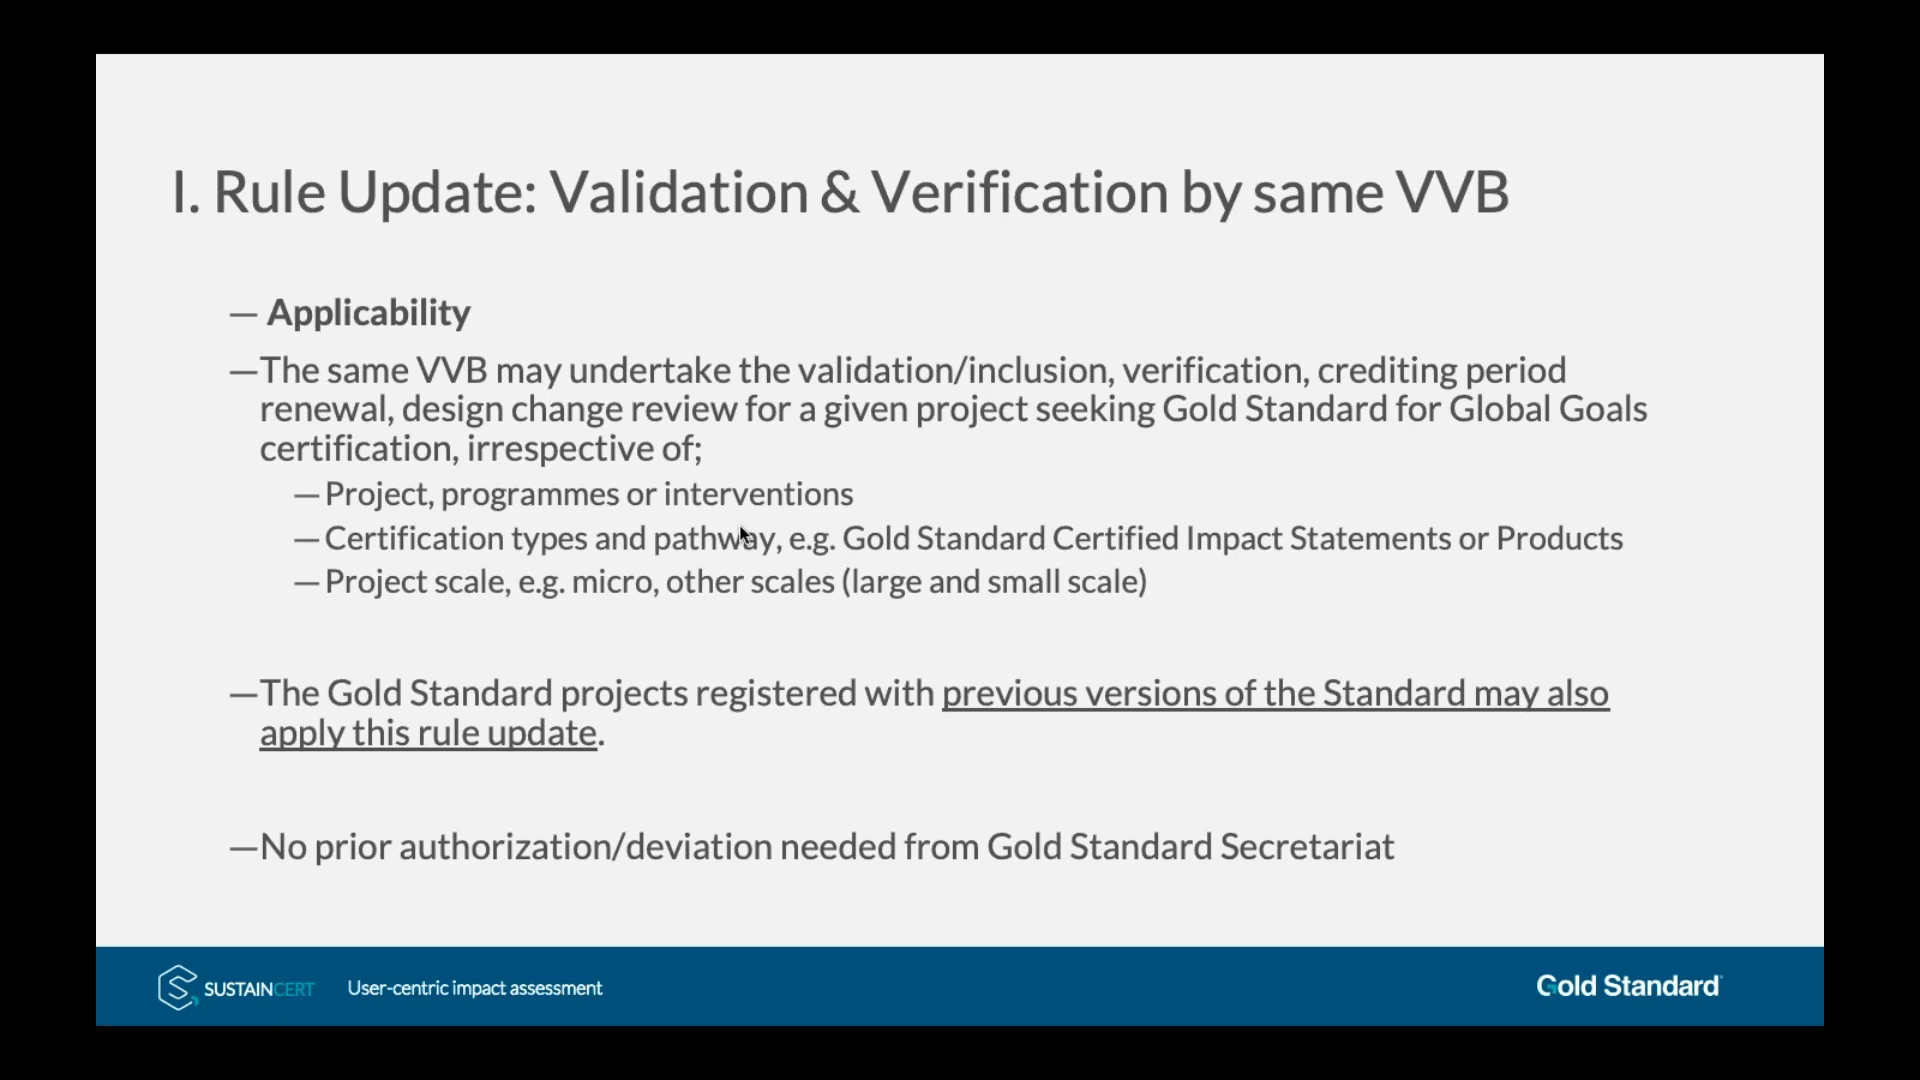 I. Rule Update: Validation & Verification by same VVB
— Applicability
—The same VVB may undertake the validation/inclusion, verification, crediting period
renewal, design change review for a given project seeking Gold Standard for Global Goals
certification, irrespective of;
—Project, programmes or interventions
—Certification types and pathway, e.g. Gold Standard Certified Impact Statements or Products
—Project scale, e.g. micro, other scales (large and small scale)
—The Gold Standard projects registered with previous versions of the Standard may also
apply this rule update.
—No prior authorization/deviation needed from Gold Standard Secretariat
SUSTAINCERT User-centric impact assessment Gold Standard